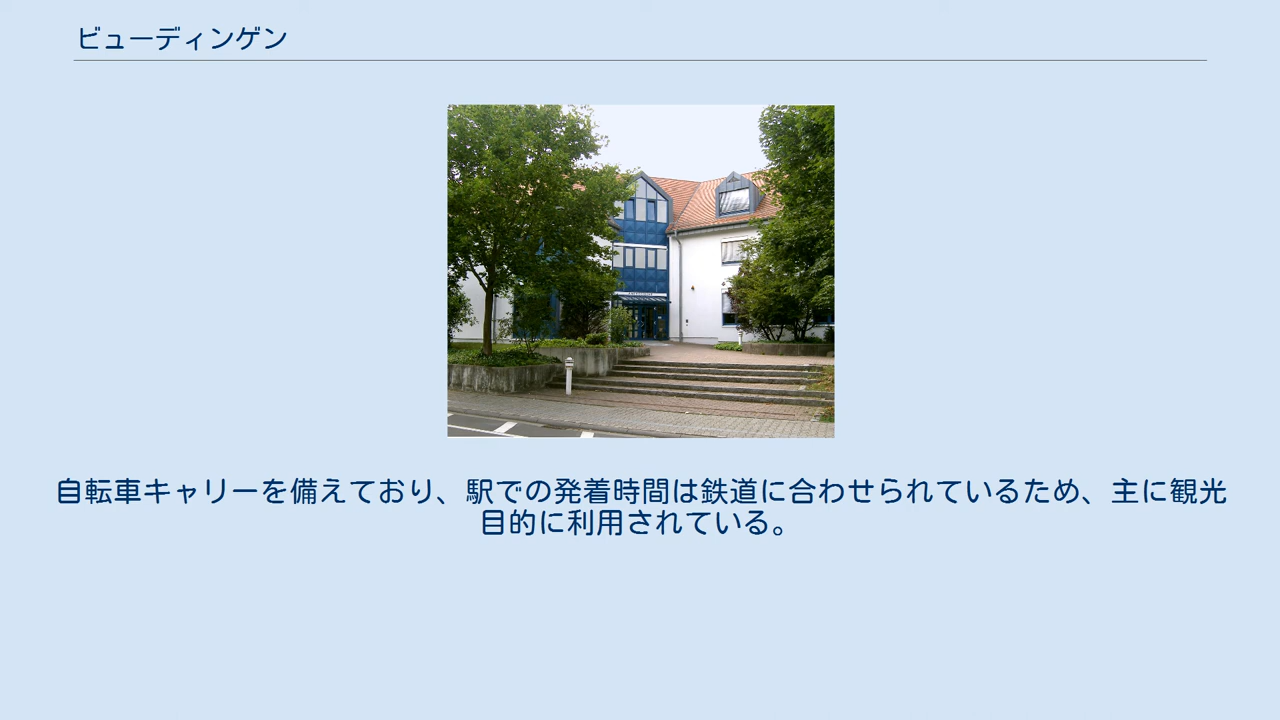 ビューディンゲン
自転車キャリーを備えており、駅での発着時間は鉄道に合わせられているため、主に観光
目的に利用されている。